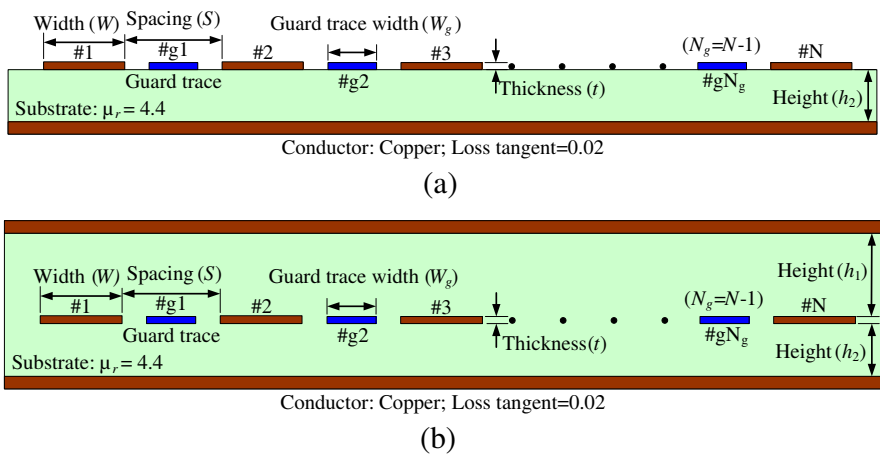 Width (W) Spacing (S) Guard trace width (Wg)
#1 #g1 #2 #3 (Ng=N-1) #N
Guard trace #g2 Thickness (t) #gNg Height (h2)
Substrate: μr = 4.4
Conductor: Copper; Loss tangent=0.02
(a)
Width (W) Spacing (S) Guard trace width (Wg) Height (h1)
#1 #g1 #2 #3 (Ng=N-1) #N
Guard trace #g2 Thickness (t) #gNg Height (h2)
Substrate: μr = 4.4
Conductor: Copper; Loss tangent=0.02
(b)